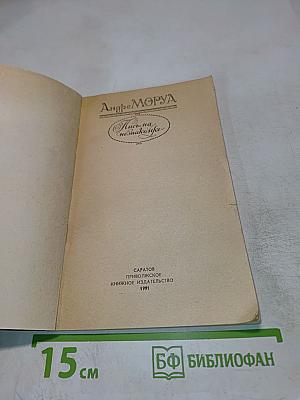 Андре МОРУА
Письма
незнакомке
САРАТОВ
ПРИВОЛЖСКОЕ
КНИЖНОЕ ИЗДАТЕЛЬСТВО
1991
15 см
БФ БИБЛИОФАН